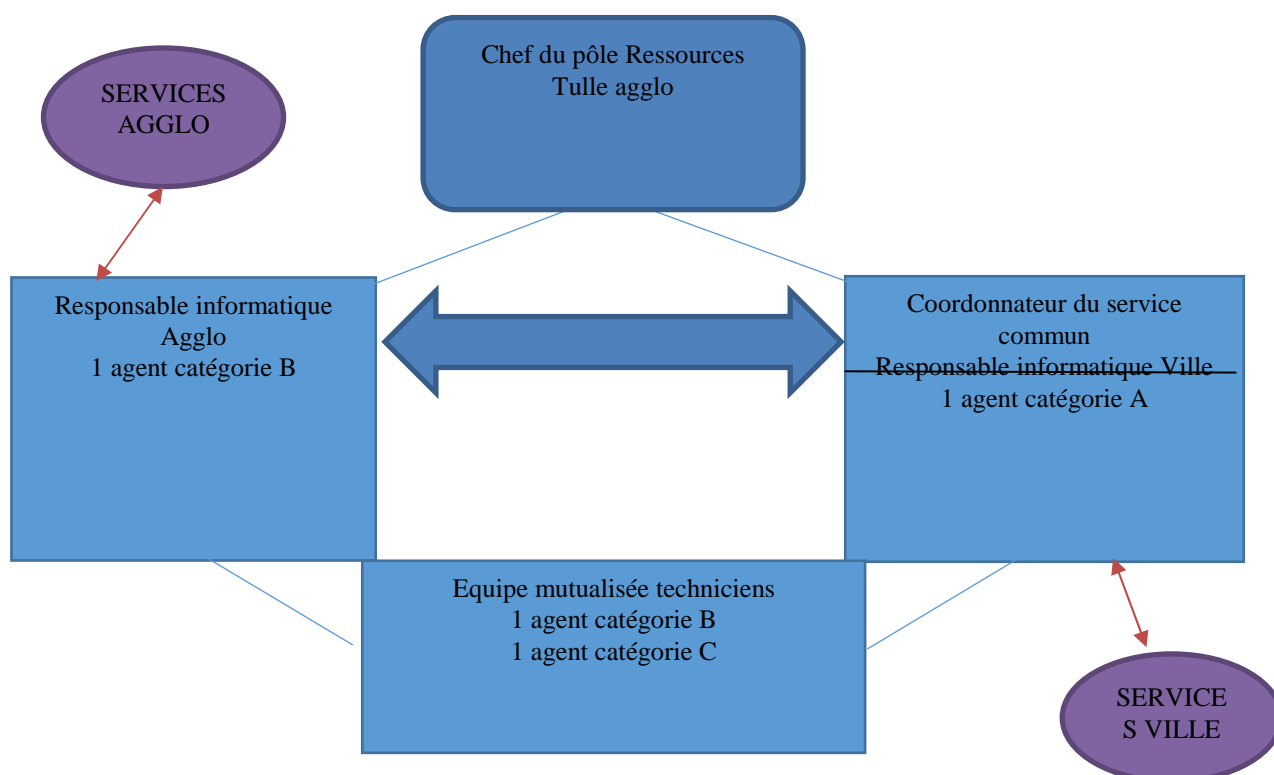 Chef du pôle Ressources
Tulle agglo
SERVICES
AGGLO
Responsable informatique
Agglo
1 agent catégorie B
Coordonnateur du service
commun
Responsable informatique Ville
1 agent catégorie A
Equipe mutualisée techniciens
1 agent catégorie B
1 agent catégorie C
SERVICE
S VILLE